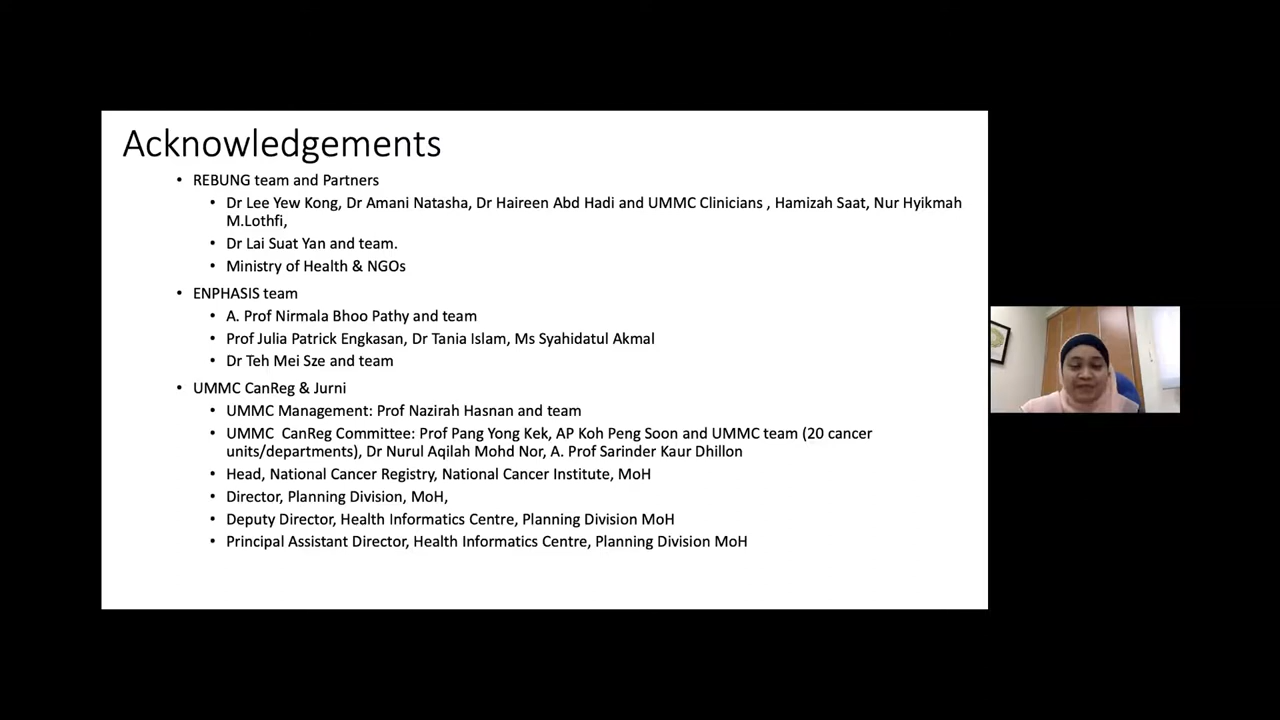 Acknowledgements
• REBUNG team and Partners
• Dr Lee Yew Kong, Dr Amani Natasha, Dr Haireen Abd Hadi and UMMC Clinicians , Hamizah Saat, Nur Hyikmah
M.Lothfi,
• Dr Lai Suat Yan and team.
• Ministry of Health & NGOs
• ENPHASIS team
• A. Prof Nirmala Bhoo Pathy and team
• Prof Julia Patrick Engkasan, Dr Tania Islam, Ms Syahidatul Akmal
• Dr Teh Mei Sze and team
• UMMC CanReg & Jurni
• UMMC Management: Prof Nazirah Hasnan and team
• UMMC  CanReg Committee: Prof Pang Yong Kek, AP Koh Peng Soon and UMMC team (20 cancer
units/departments), Dr Nurul Aqilah Mohd Nor, A. Prof Sarinder Kaur Dhillon
• Head, National Cancer Registry, National Cancer Institute, MoH
• Director, Planning Division, MoH,
• Deputy Director, Health Informatics Centre, Planning Division MoH
• Principal Assistant Director, Health Informatics Centre, Planning Division MoH